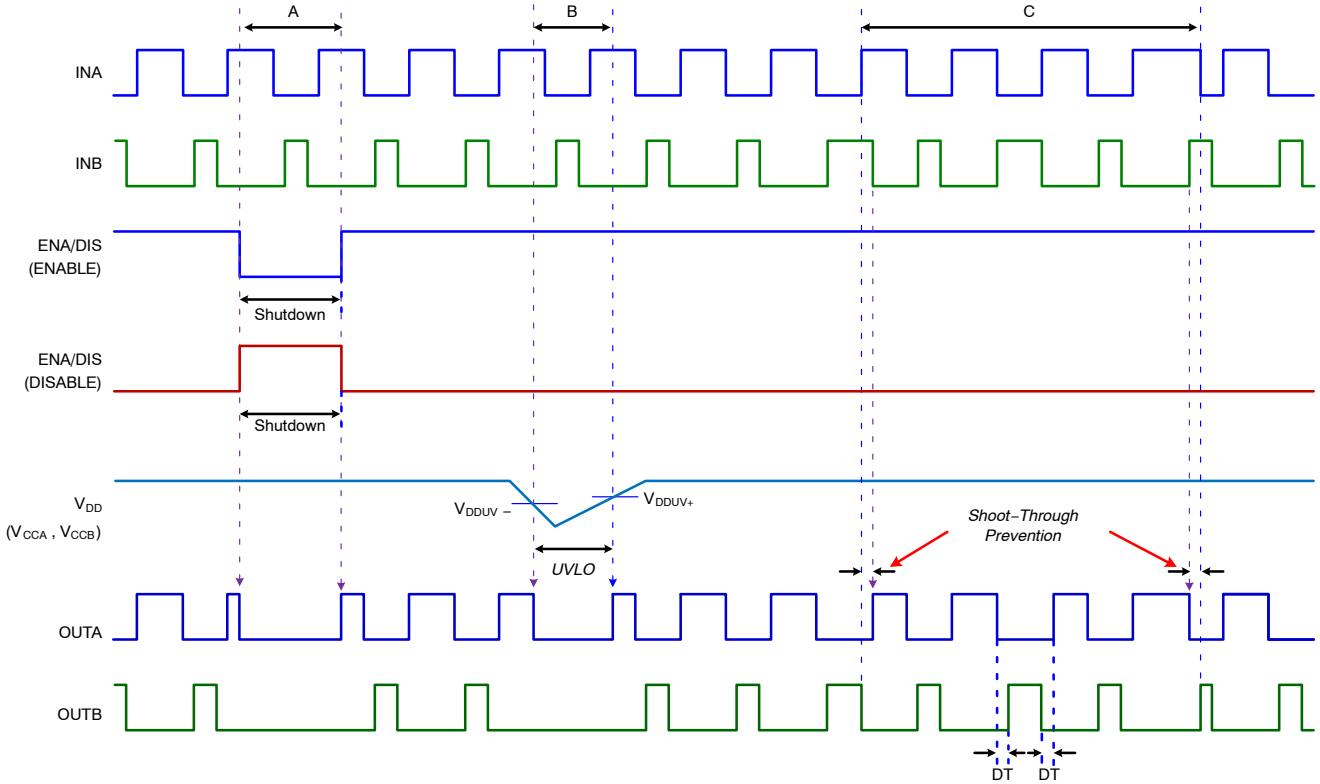 A
B
C
INA
INB
ENA/DIS
(ENABLE)
Shutdown
ENA/DIS
(DISABLE)
Shutdown
VDD
(VCCA , VCCB)
VDDUV −
VDDUV+
UVLO
Shoot−Through
Prevention
OUTA
OUTB
DT
DT